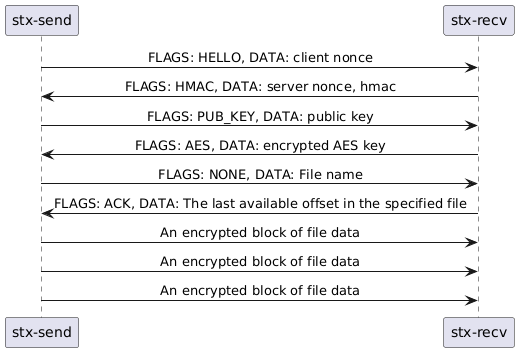 stx-send stx-recv
FLAGS: HELLO, DATA: client nonce
FLAGS: HMAC, DATA: server nonce, hmac
FLAGS: PUB_KEY, DATA: public key
FLAGS: AES, DATA: encrypted AES key
FLAGS: NONE, DATA: File name
FLAGS: ACK, DATA: The last available offset in the specified file
An encrypted block of file data
An encrypted block of file data
An encrypted block of file data
stx-send stx-recv